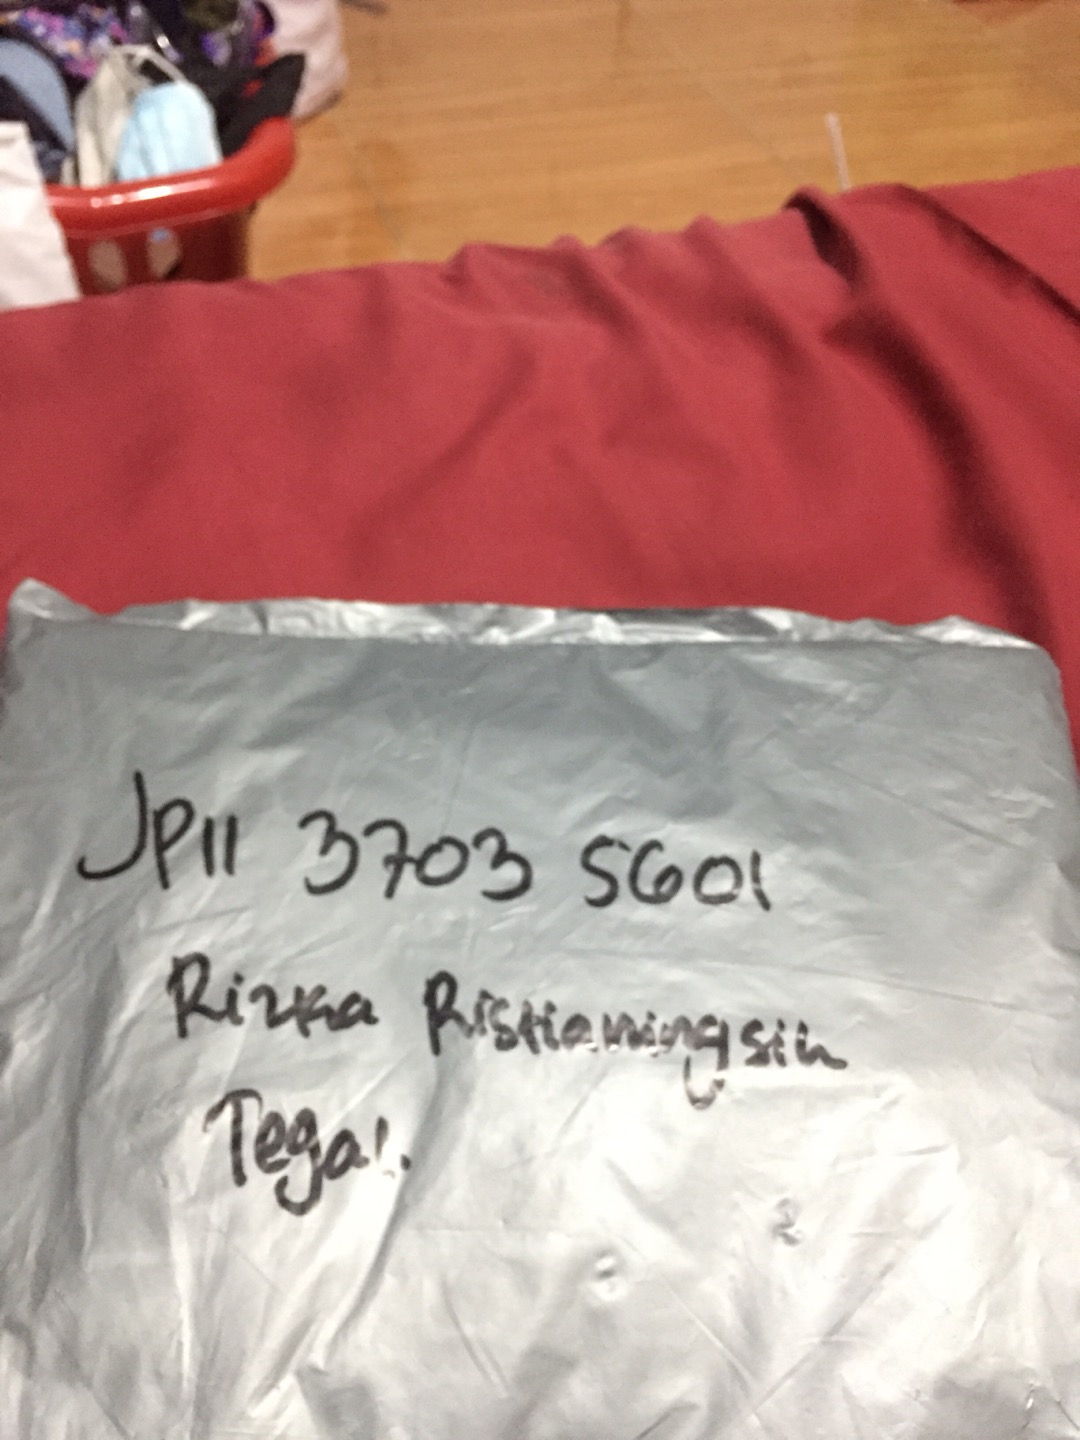 JP11 3703 5601
Rizka Ristianingsih
Tegal.